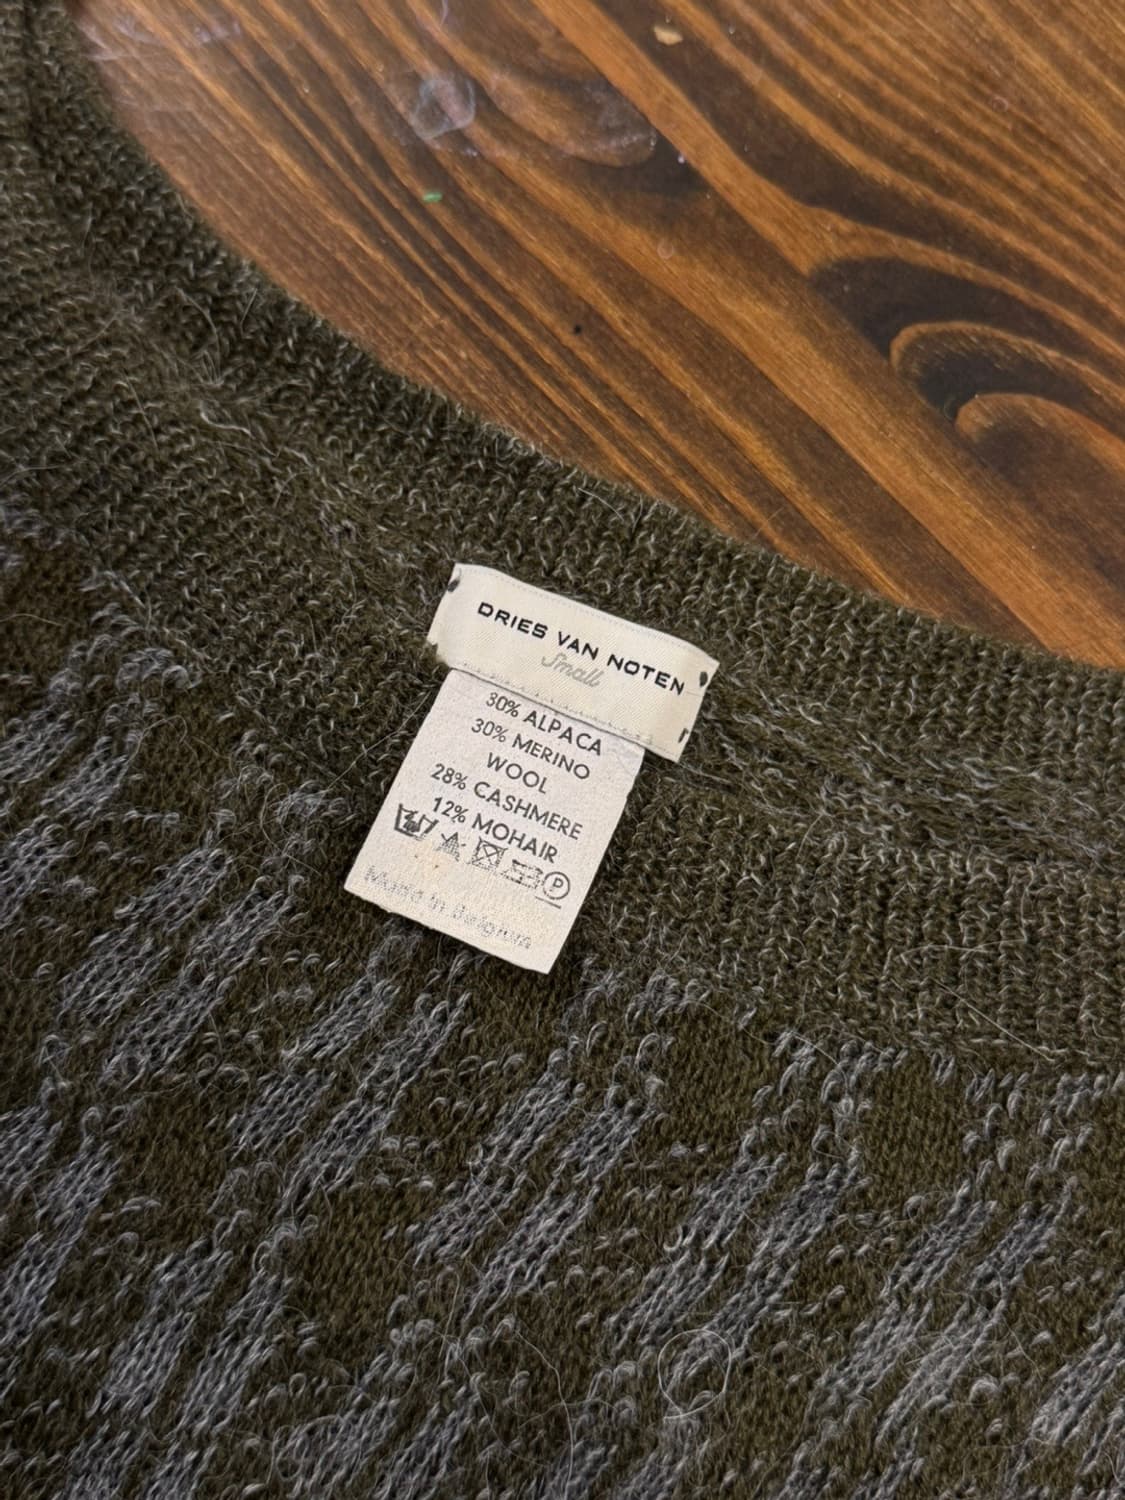 DRIES VAN NOTEN
Small
30% ALPACA
30% MERINO
WOOL
28% CASHMERE
12% MOHAIR
P
Made in Belgium